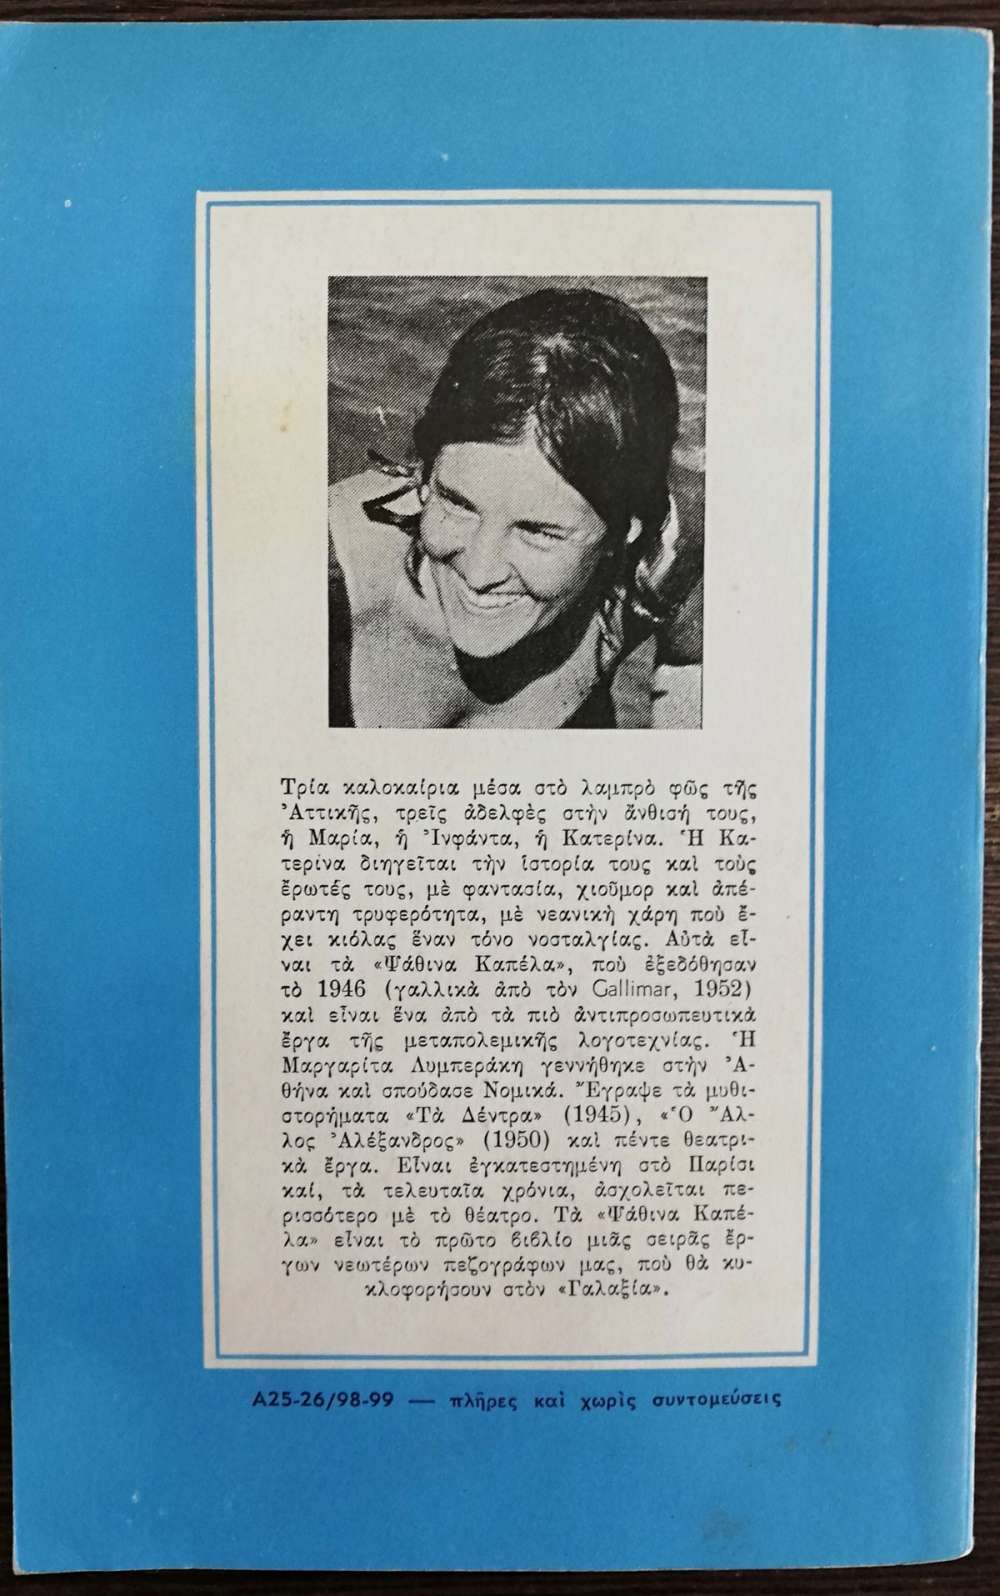 Τρία καλοκαίρια μέσα στὸ λαμπρὸ φῶς τῆς
Ἀττικῆς, τρεῖς ἀδελφὲς στὴν ἄνθισή τους,
ἡ Μαρία, ἡ Ἰνφάντα, ἡ Κατερίνα. Ἡ Κα-
τερίνα διηγεῖται τὴν ἱστορία τους καὶ τοὺς
ἔρωτές τους, μὲ φαντασία, χιοῦμορ καὶ ἀπέ-
ραντη τρυφερότητα, μὲ νεανικὴ χάρη ποὺ ἔ-
χει κιόλας ἕναν τόνο νοσταλγίας. Αὐτὰ εἶ-
ναι τὰ «Ψάθινα Καπέλα», ποὺ ἐξεδόθησαν
τὸ 1946 (γαλλικὰ ἀπὸ τὸν Gallimar, 1952)
καὶ εἶναι ἕνα ἀπὸ τὰ πιὸ ἀντιπροσωπευτικὰ
ἔργα τῆς μεταπολεμικῆς λογοτεχνίας. Ἡ
Μαργαρίτα Λυμπεράκη γεννήθηκε στὴν Ἀ-
θήνα καὶ σπούδασε Νομικά. Ἔγραψε τὰ μυθι-
στορήματα «Τὰ Δέντρα» (1945), «Ὁ Ἄλ-
λος Ἀλέξανδρος» (1950) καὶ πέντε θεατρι-
κὰ ἔργα. Εἶναι ἐγκατεστημένη στὸ Παρίσι
καί, τὰ τελευταῖα χρόνια, ἀσχολεῖται πε-
ρισσότερο μὲ τὸ θέατρο. Τὰ «Ψάθινα Καπέ-
λα» εἶναι τὸ πρῶτο βιβλίο μιᾶς σειρᾶς ἔρ-
γων νεωτέρων πεζογράφων μας, ποὺ θὰ κυ-
κλοφορήσουν στὸν «Γαλαξία».
Α25-26/98-99 — πλῆρες καὶ χωρὶς συντομεύσεις